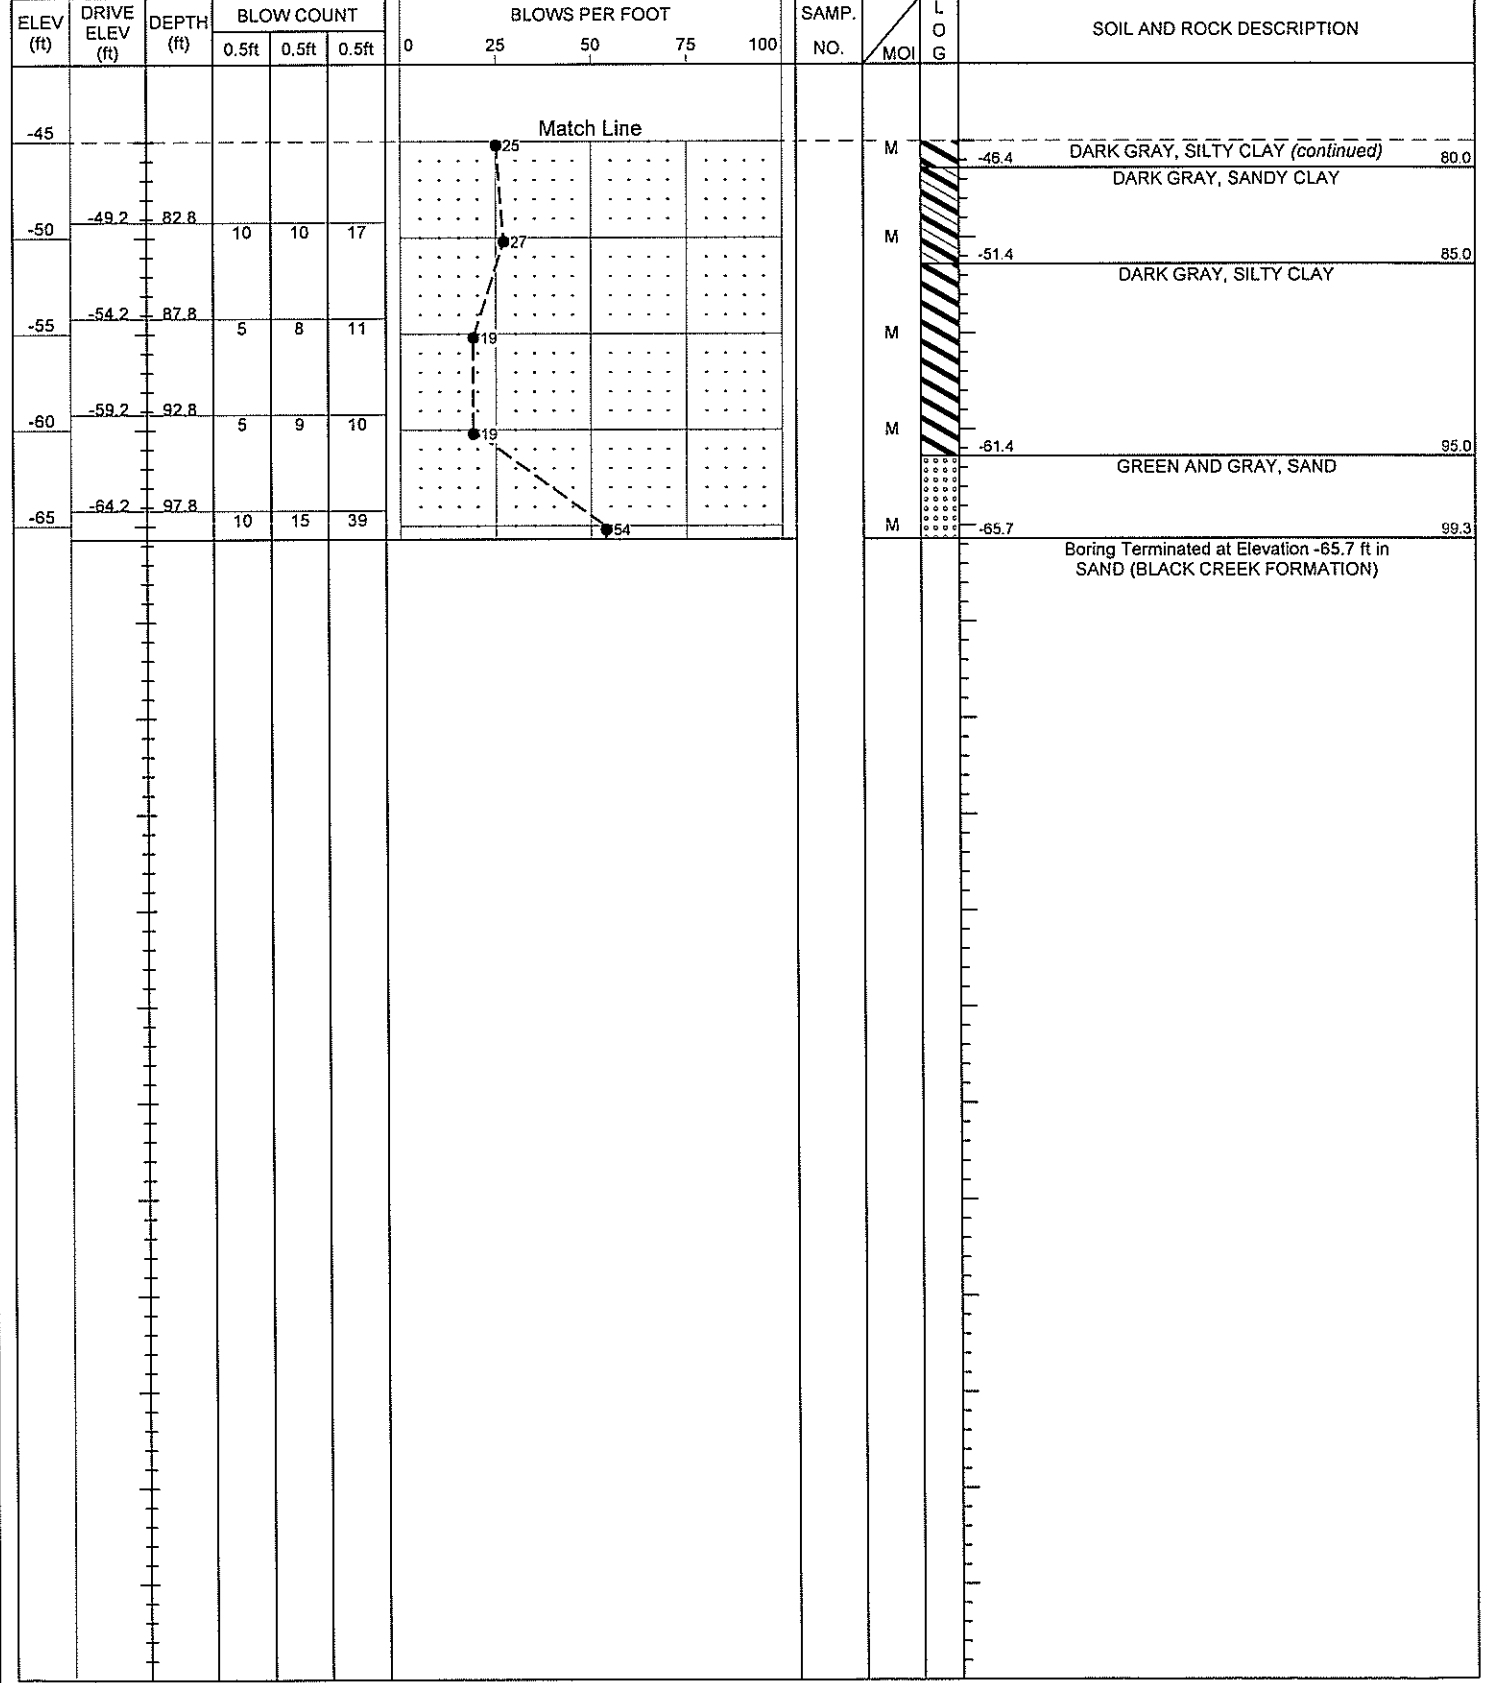 ELEV (ft) DRIVE ELEV (ft) DEPTH (ft) BLOW COUNT BLOWS PER FOOT SAMP. NO. MOI L O G SOIL AND ROCK DESCRIPTION
0.5ft 0.5ft 0.5ft 0 25 50 75 100
Match Line
-45 25 M DARK GRAY, SILTY CLAY (continued)
-46.4 80.0
DARK GRAY, SANDY CLAY
-49.2 82.8
-50 10 10 17 27 M
-51.4 85.0
DARK GRAY, SILTY CLAY
-54.2 87.8
-55 5 8 11 19 M
-59.2 92.8
-60 5 9 10 19 M
-61.4 95.0
GREEN AND GRAY, SAND
-64.2 97.8
-65 10 15 39 54 M
-65.7 99.3
Boring Terminated at Elevation -65.7 ft in
SAND (BLACK CREEK FORMATION)